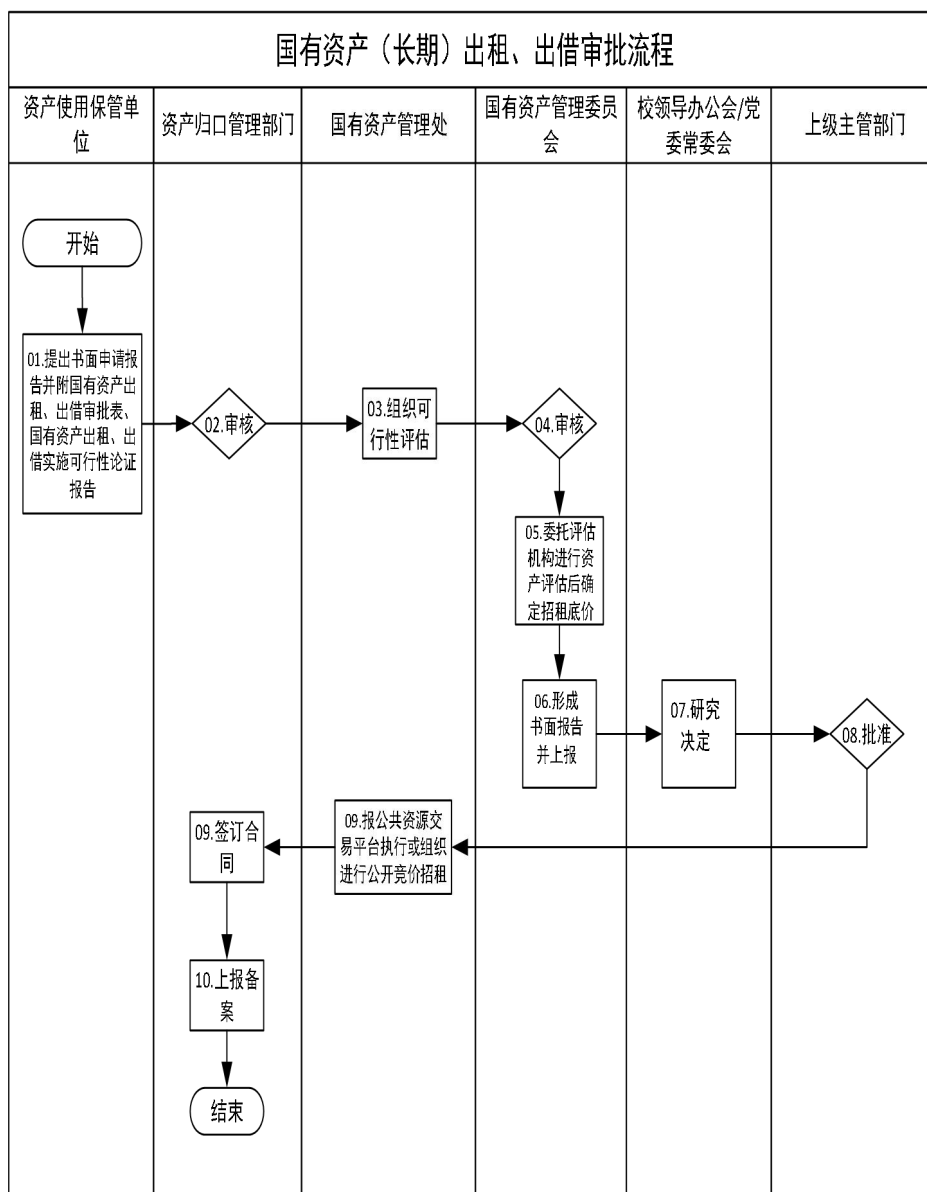 国有资产（长期）出租、出借审批流程
资产使用保管单
位
资产归口管理部门
国有资产管理处
国有资产管理委员
会
校领导办公会/党
委常委会
上级主管部门
开始
01.提出书面申请报
告并附国有资产出
租、出借审批表、
国有资产出租、出
借实施可行性论证
报告
02.审核
03.组织可
行性评估
04.审核
05.委托评估
机构进行资
产评估后确
定招租底价
06.形成
书面报告
并上报
07.研究
决定
08.批准
09.报公共资源交
易平台执行或组织
进行公开竞价招租
09.签订合
同
10.上报备
案
结束